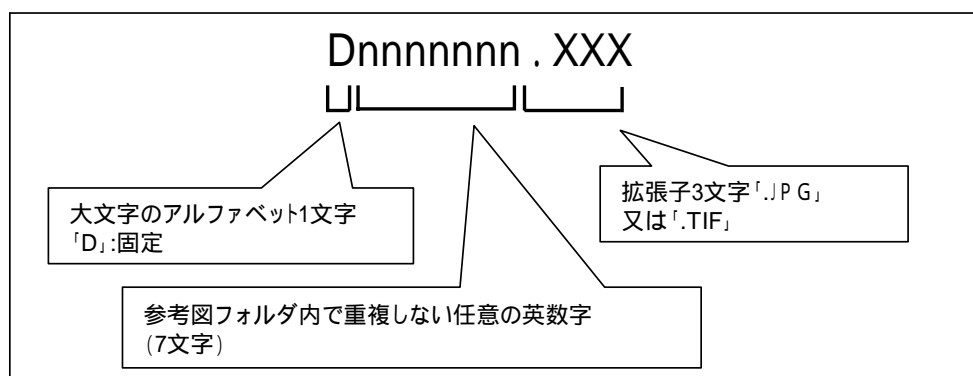 Dnnnnnnn.XXX
大文字のアルファベット1文字
「D」:固定
拡張子3文字「.JPG」
又は「.TIF」
参考図フォルダ内で重複しない任意の英数字
(7文字)